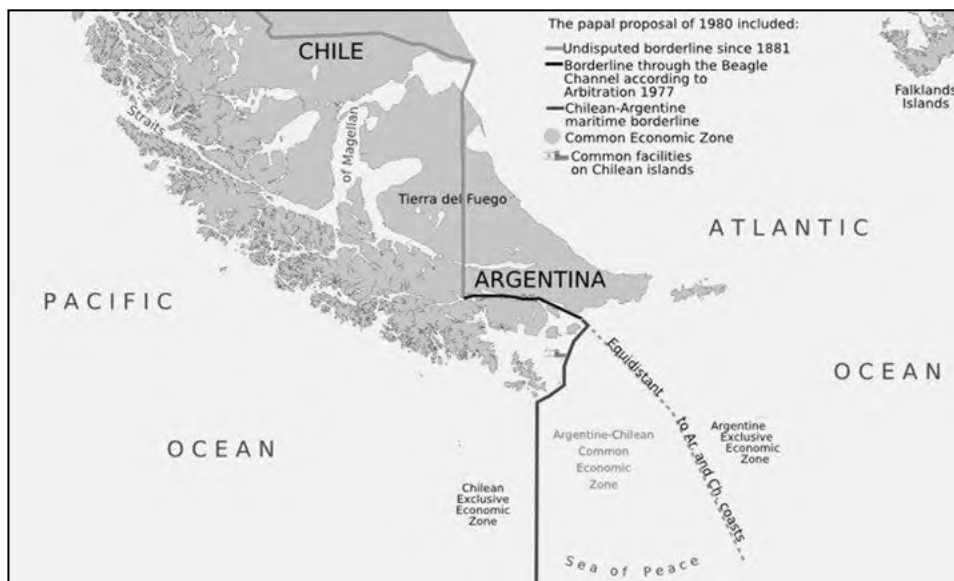 The papal proposal of 1980 included:
Undisputed borderline since 1881
Borderline through the Beagle
Channel according to
Arbitration 1977
Chilean-Argentine
maritime borderline
Common Economic Zone
Common facilities
on Chilean islands
CHILE
Falklands
Islands
Straits
of Magellan
Tierra del Fuego
ATLANTIC
ARGENTINA
PACIFIC
Equidistant
to Ar. and Ch. coasts
OCEAN
Argentine
Exclusive
Economic
Zone
Argentine-Chilean
Common
Economic
Zone
OCEAN
Chilean
Exclusive
Economic
Zone
Sea of Peace